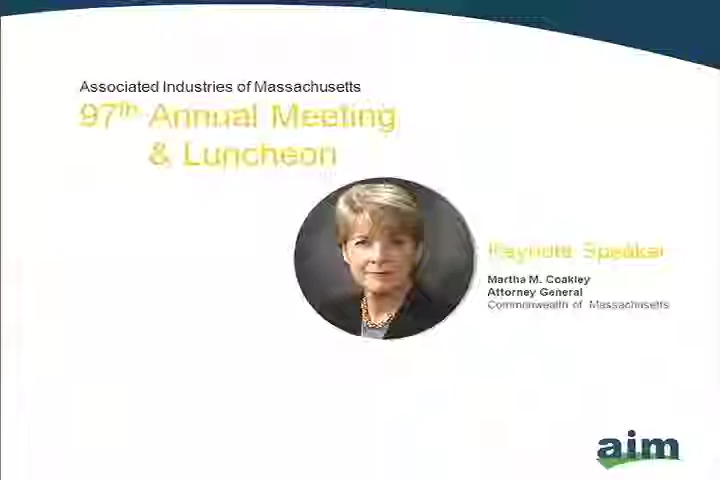 Associated Industries of Massachusetts
97th Annual Meeting
& Luncheon
Keynote Speaker
Martha M. Coakley
Attorney General
Commonwealth of Massachusetts
aim